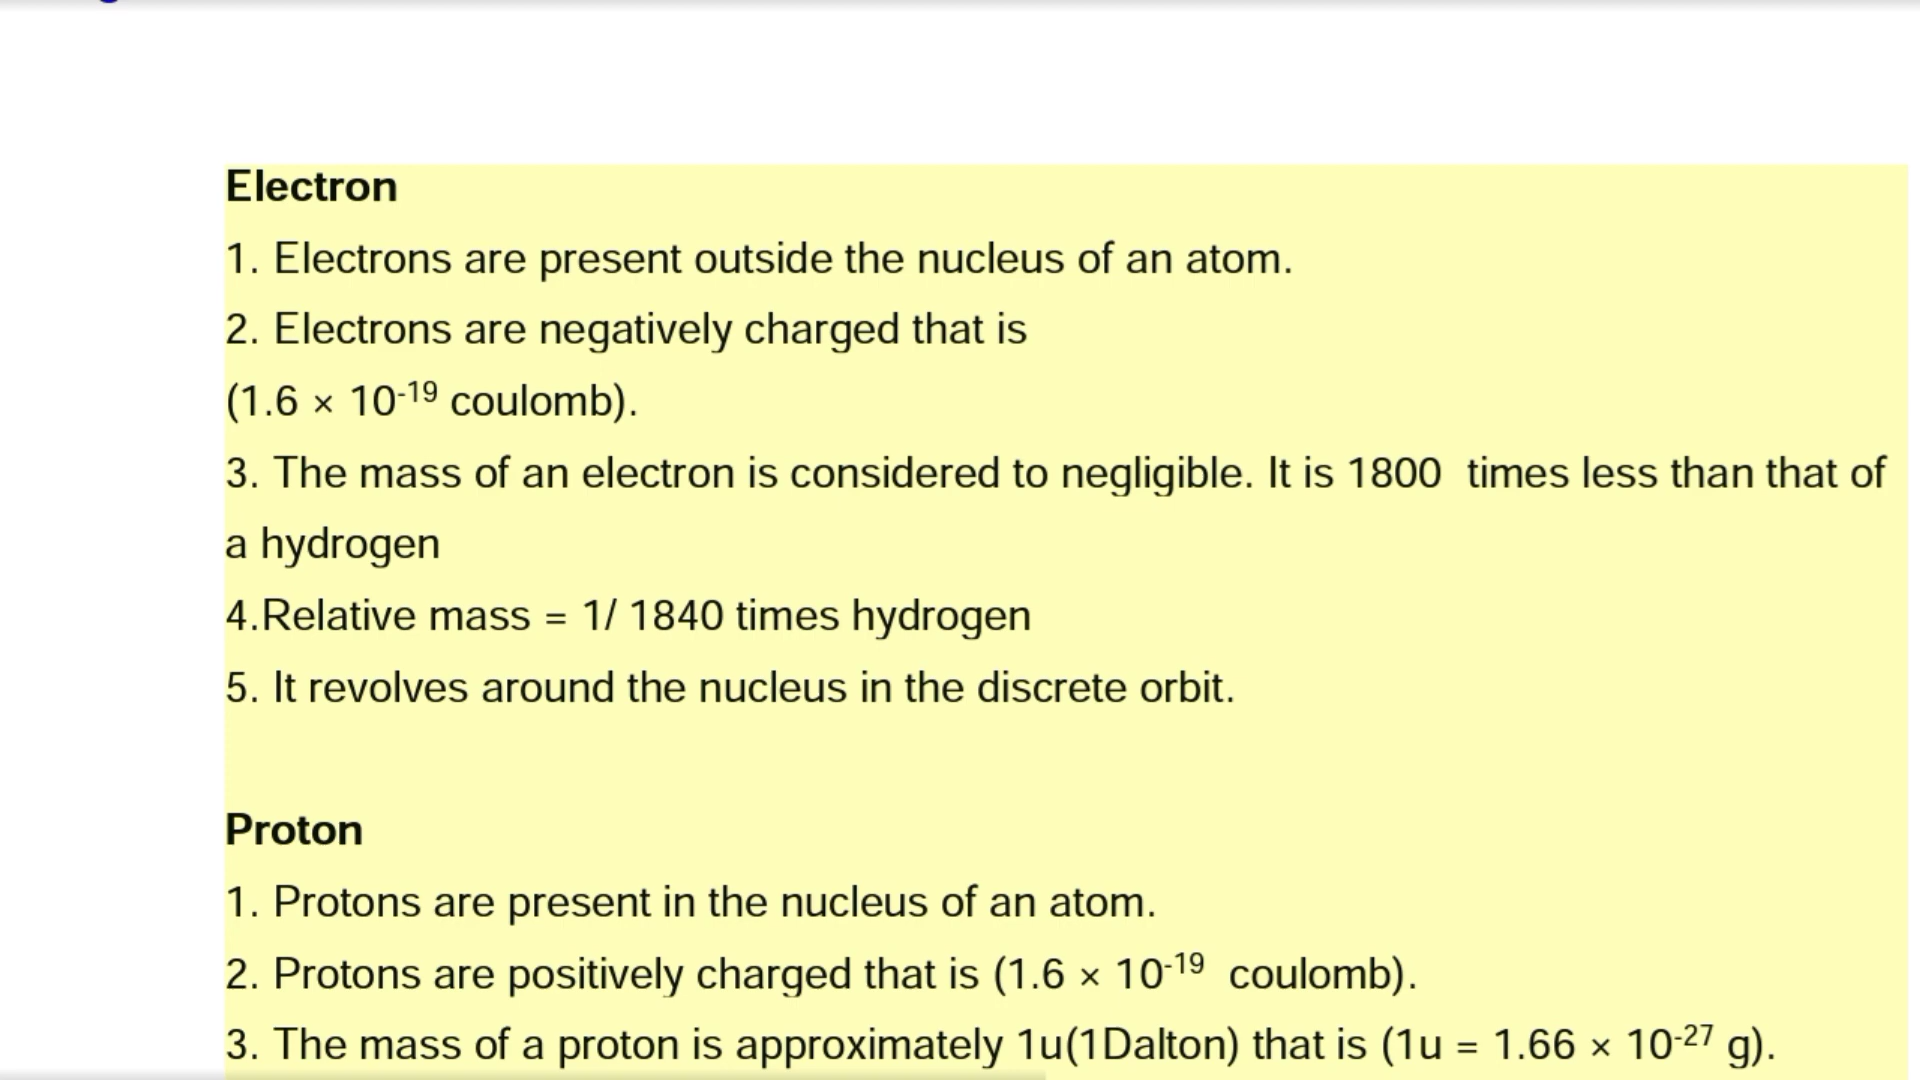 Electron
1. Electrons are present outside the nucleus of an atom.
2. Electrons are negatively charged that is
(1.6 × 10⁻¹⁹ coulomb).
3. The mass of an electron is considered to negligible. It is 1800  times less than that of
a hydrogen
4.Relative mass = 1/ 1840 times hydrogen
5. It revolves around the nucleus in the discrete orbit.
Proton
1. Protons are present in the nucleus of an atom.
2. Protons are positively charged that is (1.6 × 10⁻¹⁹  coulomb).
3. The mass of a proton is approximately 1u(1Dalton) that is (1u = 1.66 × 10⁻²⁷ g).